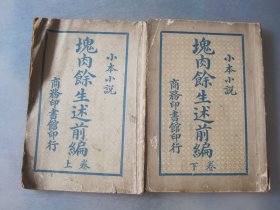 小本小說
塊肉餘生述前編
卷上
商務印書館印行
小本小說
塊肉餘生述前編
卷下
商務印書館印行